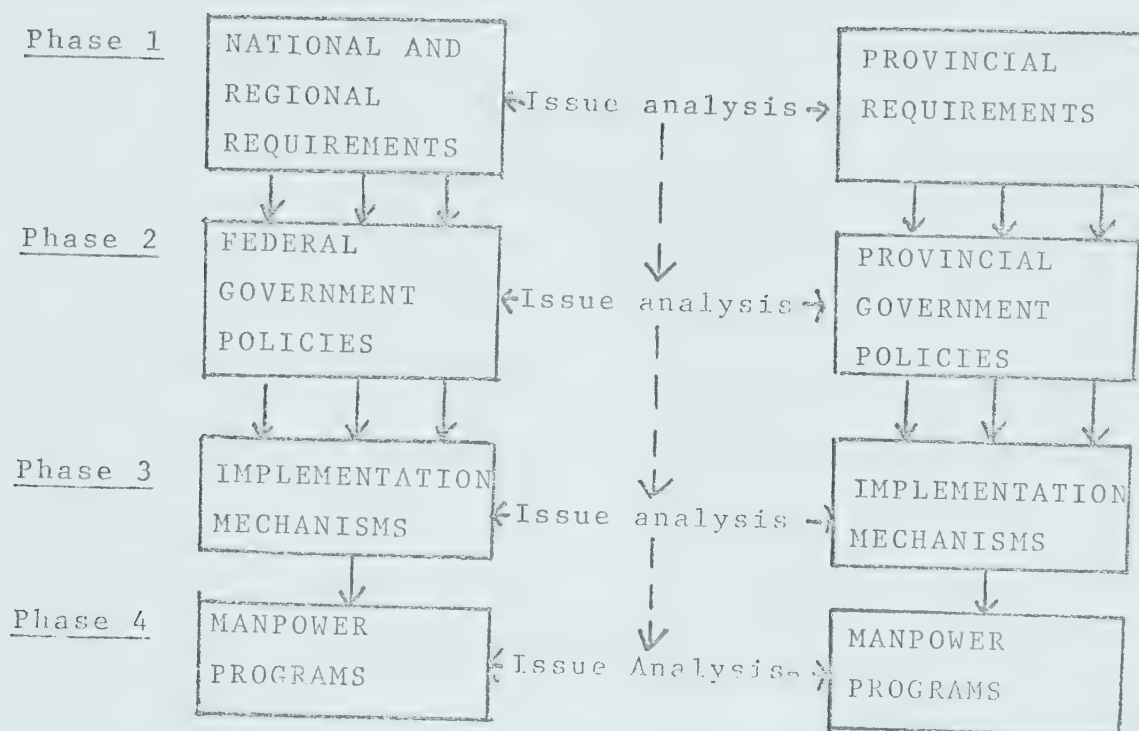 Phase 1
NATIONAL AND
REGIONAL
REQUIREMENTS
Issue analysis
PROVINCIAL
REQUIREMENTS
Phase 2
FEDERAL
GOVERNMENT
POLICIES
Issue analysis
PROVINCIAL
GOVERNMENT
POLICIES
Phase 3
IMPLEMENTATION
MECHANISMS
Issue analysis
IMPLEMENTATION
MECHANISMS
Phase 4
MANPOWER
PROGRAMS
Issue Analysis
MANPOWER
PROGRAMS